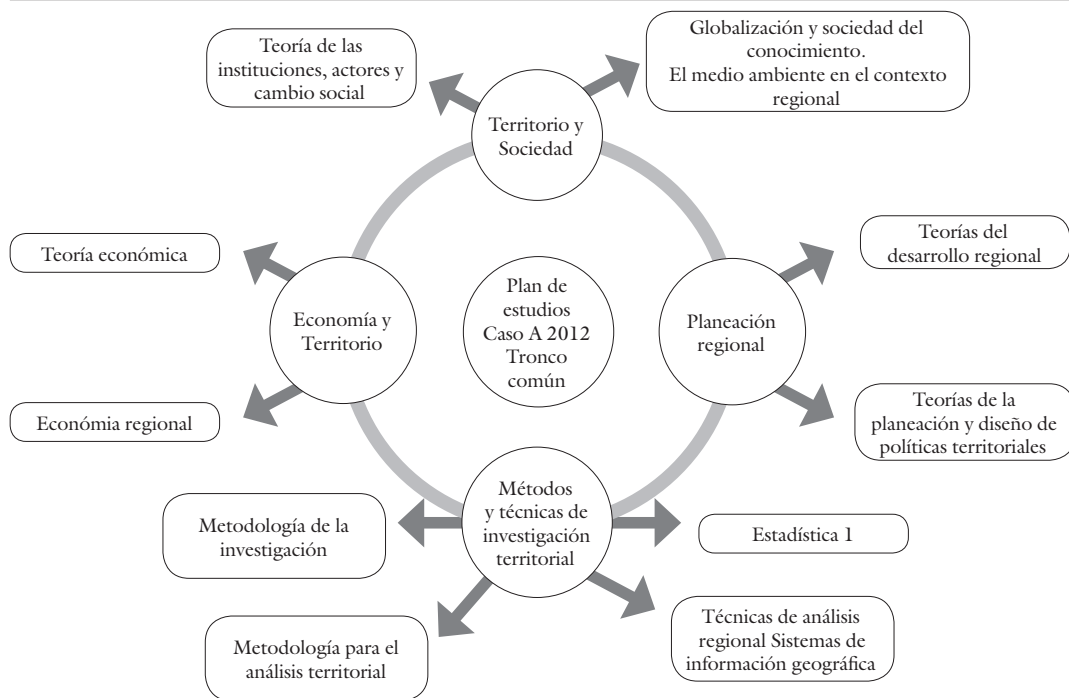 Teoría de las
instituciones, actores y
cambio social
Globalización y sociedad del
conocimiento.
El medio ambiente en el contexto
regional
Territorio y
Sociedad
Teoría económica
Teorías del
desarrollo regional
Economía y
Territorio
Plan de
estudios
Caso A 2012
Tronco
común
Planeación
regional
Económia regional
Teorías de la
planeación y diseño de
políticas territoriales
Métodos
y técnicas de
investigación
territorial
Metodología de la
investigación
Estadística 1
Metodología para el
análisis territorial
Técnicas de análisis
regional Sistemas de
información geográfica